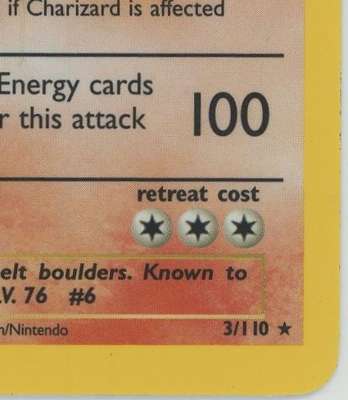 if Charizard is affected
Energy cards
r this attack 100
retreat cost
elt boulders. Known to
V. 76 #6
n/Nintendo 3/110 ★